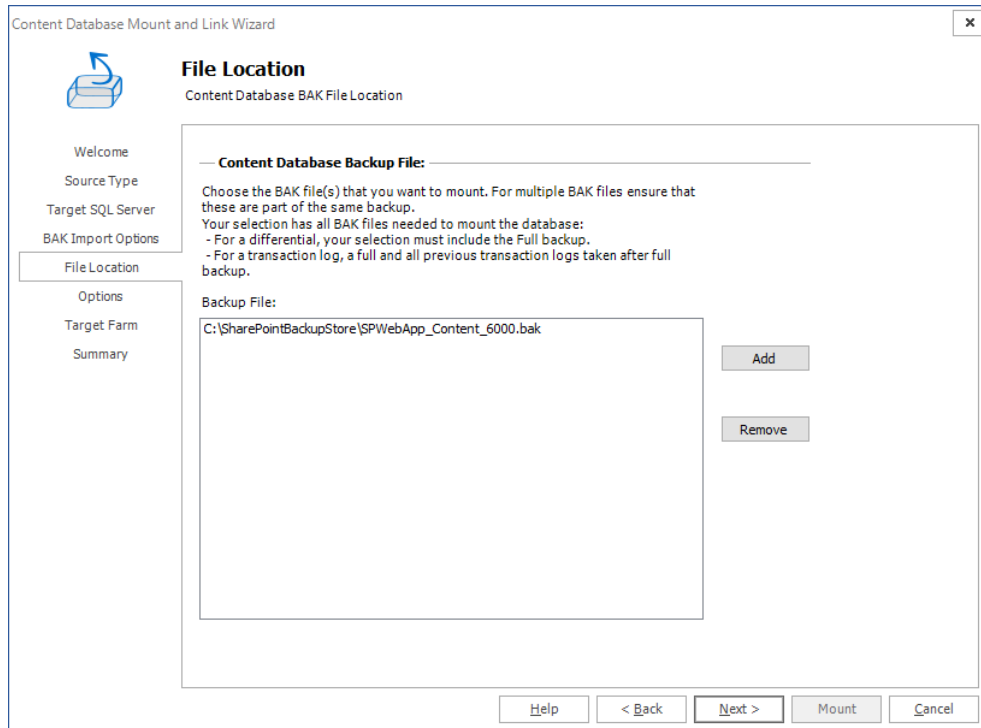 Content Database Mount and Link Wizard
File Location
Content Database BAK File Location
Welcome
Source Type
Target SQL Server
BAK Import Options
File Location
Options
Target Farm
Summary
Content Database Backup File:
Choose the BAK file(s) that you want to mount. For multiple BAK files ensure that
these are part of the same backup.
Your selection has all BAK files needed to mount the database:
- For a differential, your selection must include the Full backup.
- For a transaction log, a full and all previous transaction logs taken after full
backup.
Backup File:
C:\SharePointBackupStore\SPWebApp_Content_6000.bak
Add
Remove
Help
< Back
Next >
Mount
Cancel